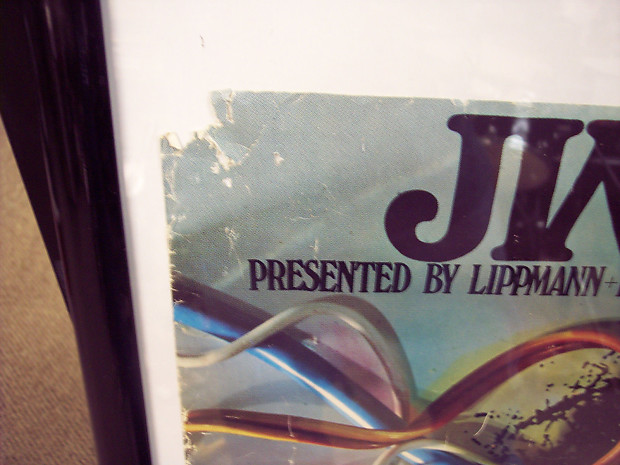 JI
PRESENTED BY LIPPMANN+